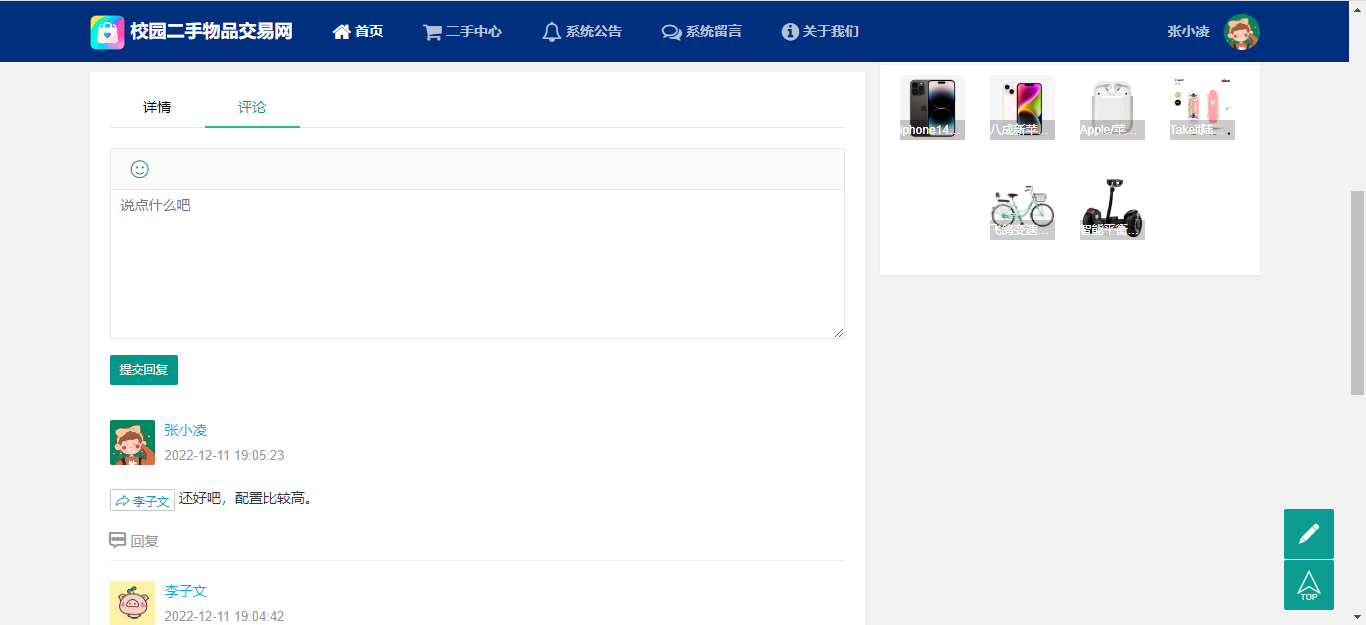 校园二手物品交易网 首页 二手中心 系统公告 系统留言 关于我们 张小凌
详情 评论
说点什么吧
提交回复
张小凌
2022-12-11 19:05:23
李子文 还好吧，配置比较高。
回复
李子文
2022-12-11 19:04:42
iphone14... 八成新苹... Apple/苹... Takeit陆...
飞鸽变速... 智能平衡...
TOP